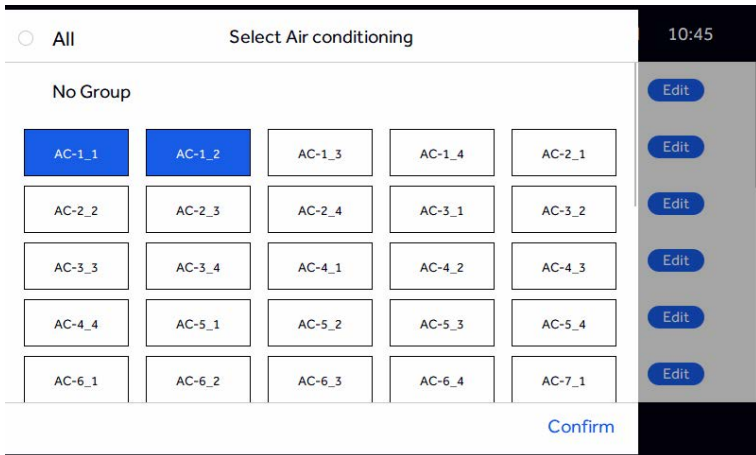 All
Select Air conditioning
10:45
No Group
Edit
AC-1_1 AC-1_2 AC-1_3 AC-1_4 AC-2_1
Edit
AC-2_2 AC-2_3 AC-2_4 AC-3_1 AC-3_2
Edit
AC-3_3 AC-3_4 AC-4_1 AC-4_2 AC-4_3
Edit
AC-4_4 AC-5_1 AC-5_2 AC-5_3 AC-5_4
Edit
AC-6_1 AC-6_2 AC-6_3 AC-6_4 AC-7_1
Edit
Confirm